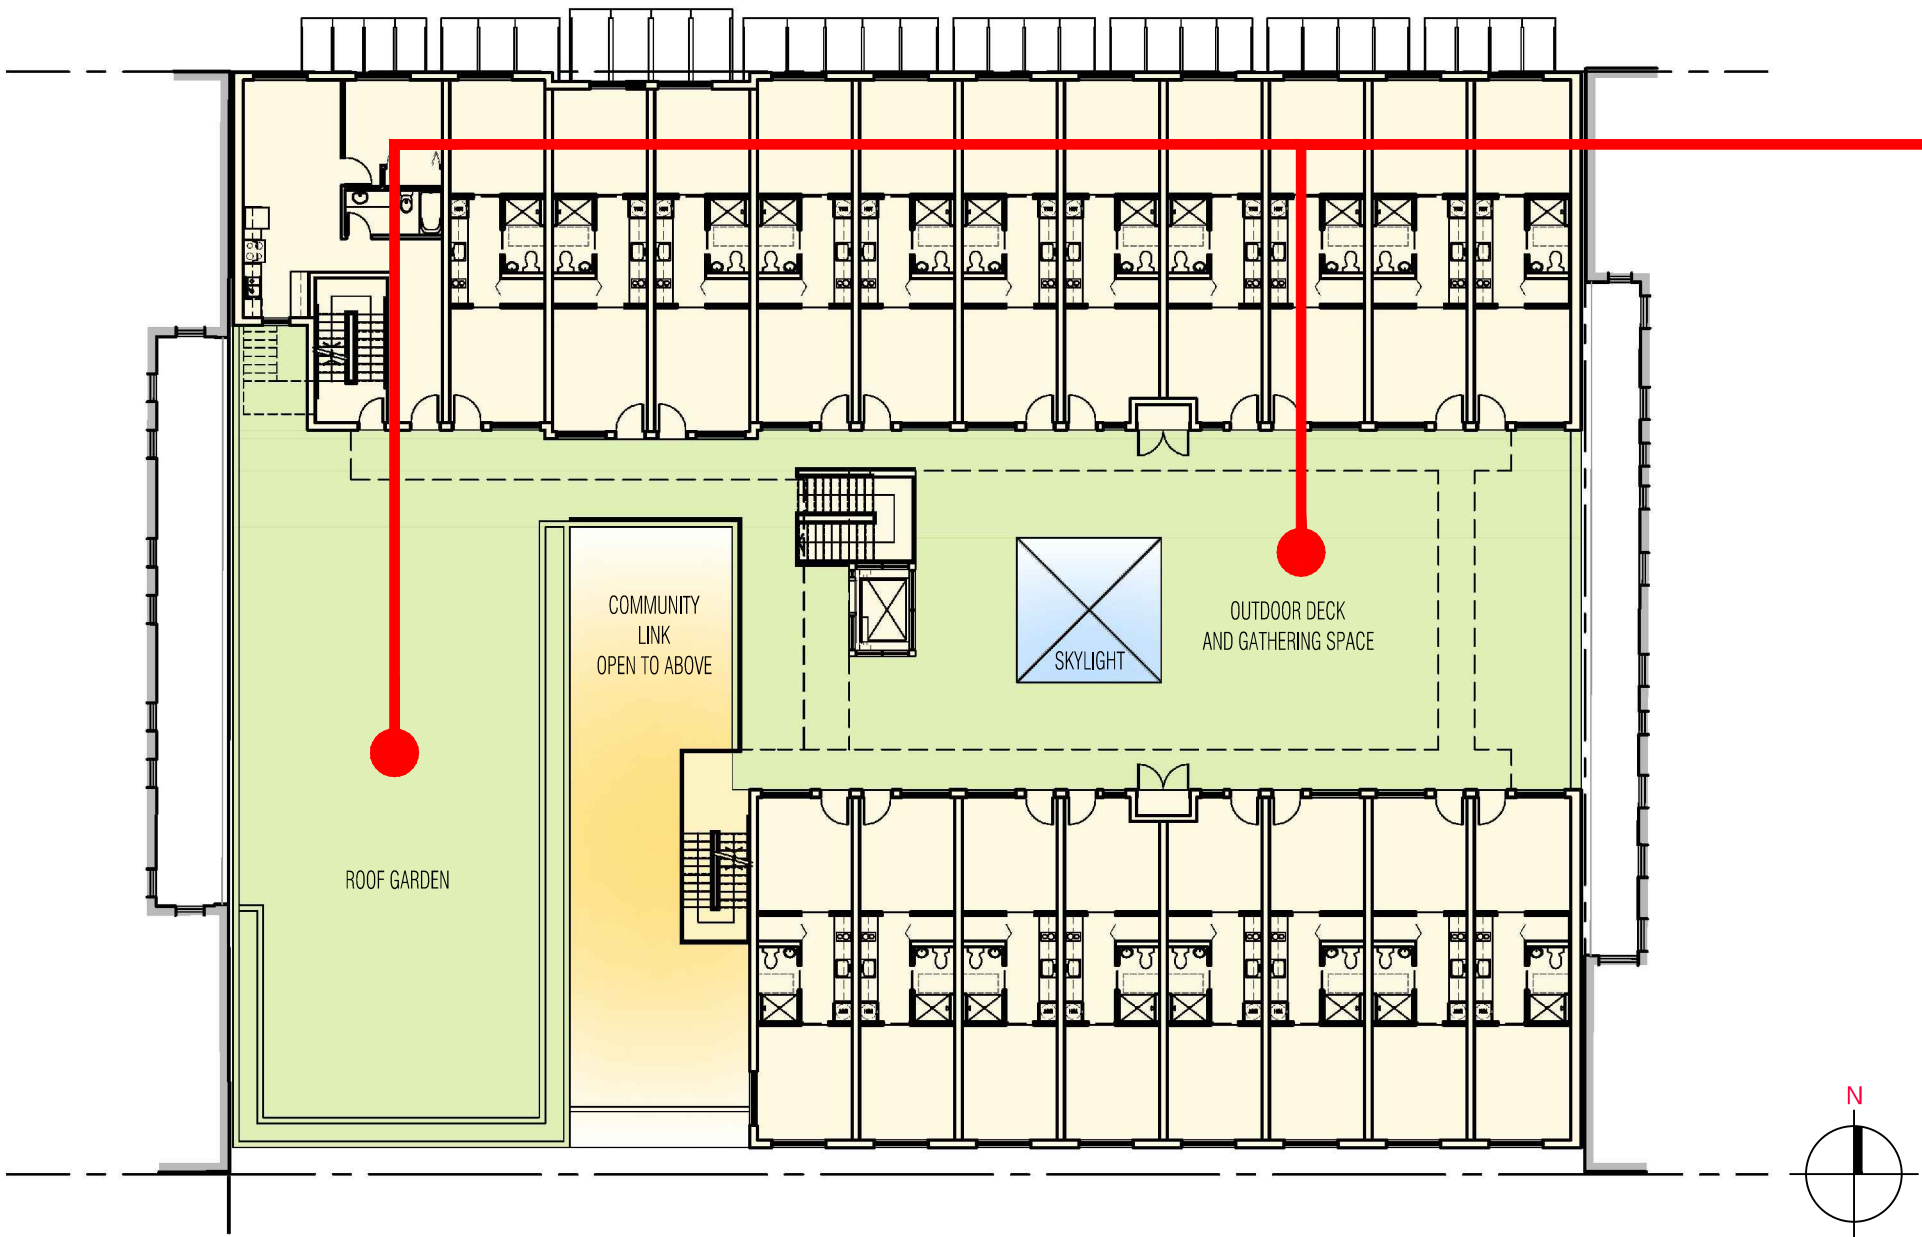 COMMUNITY
LINK
OPEN TO ABOVE
OUTDOOR DECK
AND GATHERING SPACE
SKYLIGHT
ROOF GARDEN
N